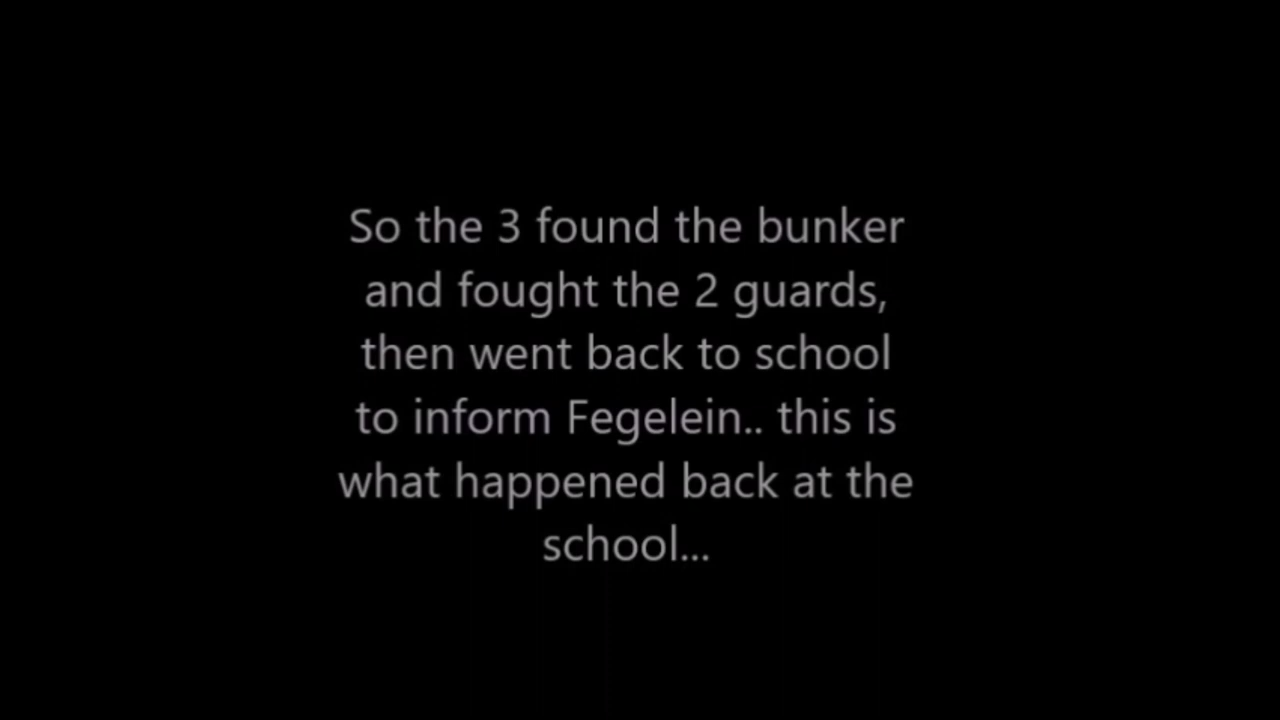 So the 3 found the bunker
and fought the 2 guards,
then went back to school
to inform Fegelein.. this is
what happened back at the
school...